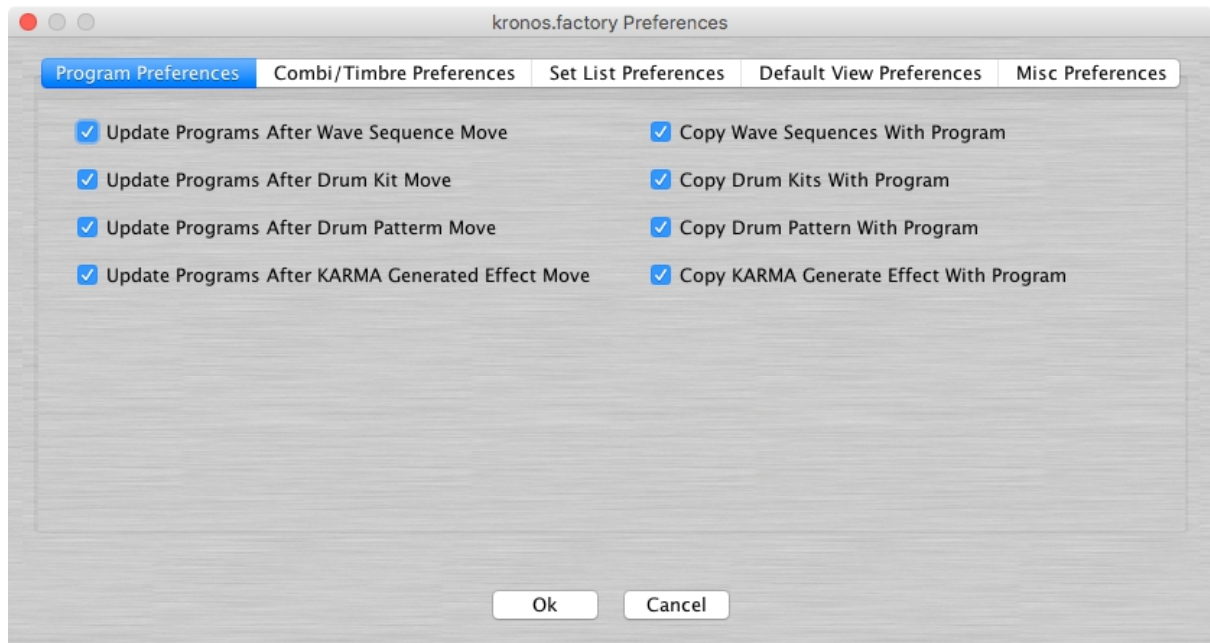 kronos.factory Preferences
Program Preferences Combi/Timbre Preferences Set List Preferences Default View Preferences Misc Preferences
Update Programs After Wave Sequence Move Copy Wave Sequences With Program
Update Programs After Drum Kit Move Copy Drum Kits With Program
Update Programs After Drum Patterm Move Copy Drum Pattern With Program
Update Programs After KARMA Generated Effect Move Copy KARMA Generate Effect With Program
Ok Cancel